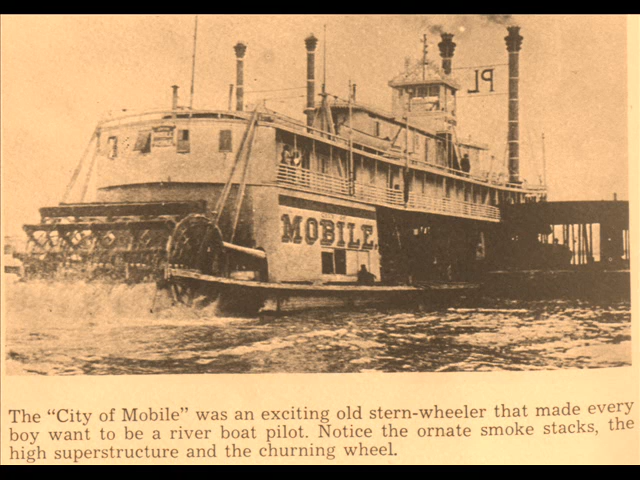 PL
MOBILE.
The "City of Mobile" was an exciting old stern-wheeler that made every
boy want to be a river boat pilot. Notice the ornate smoke stacks, the
high superstructure and the churning wheel.